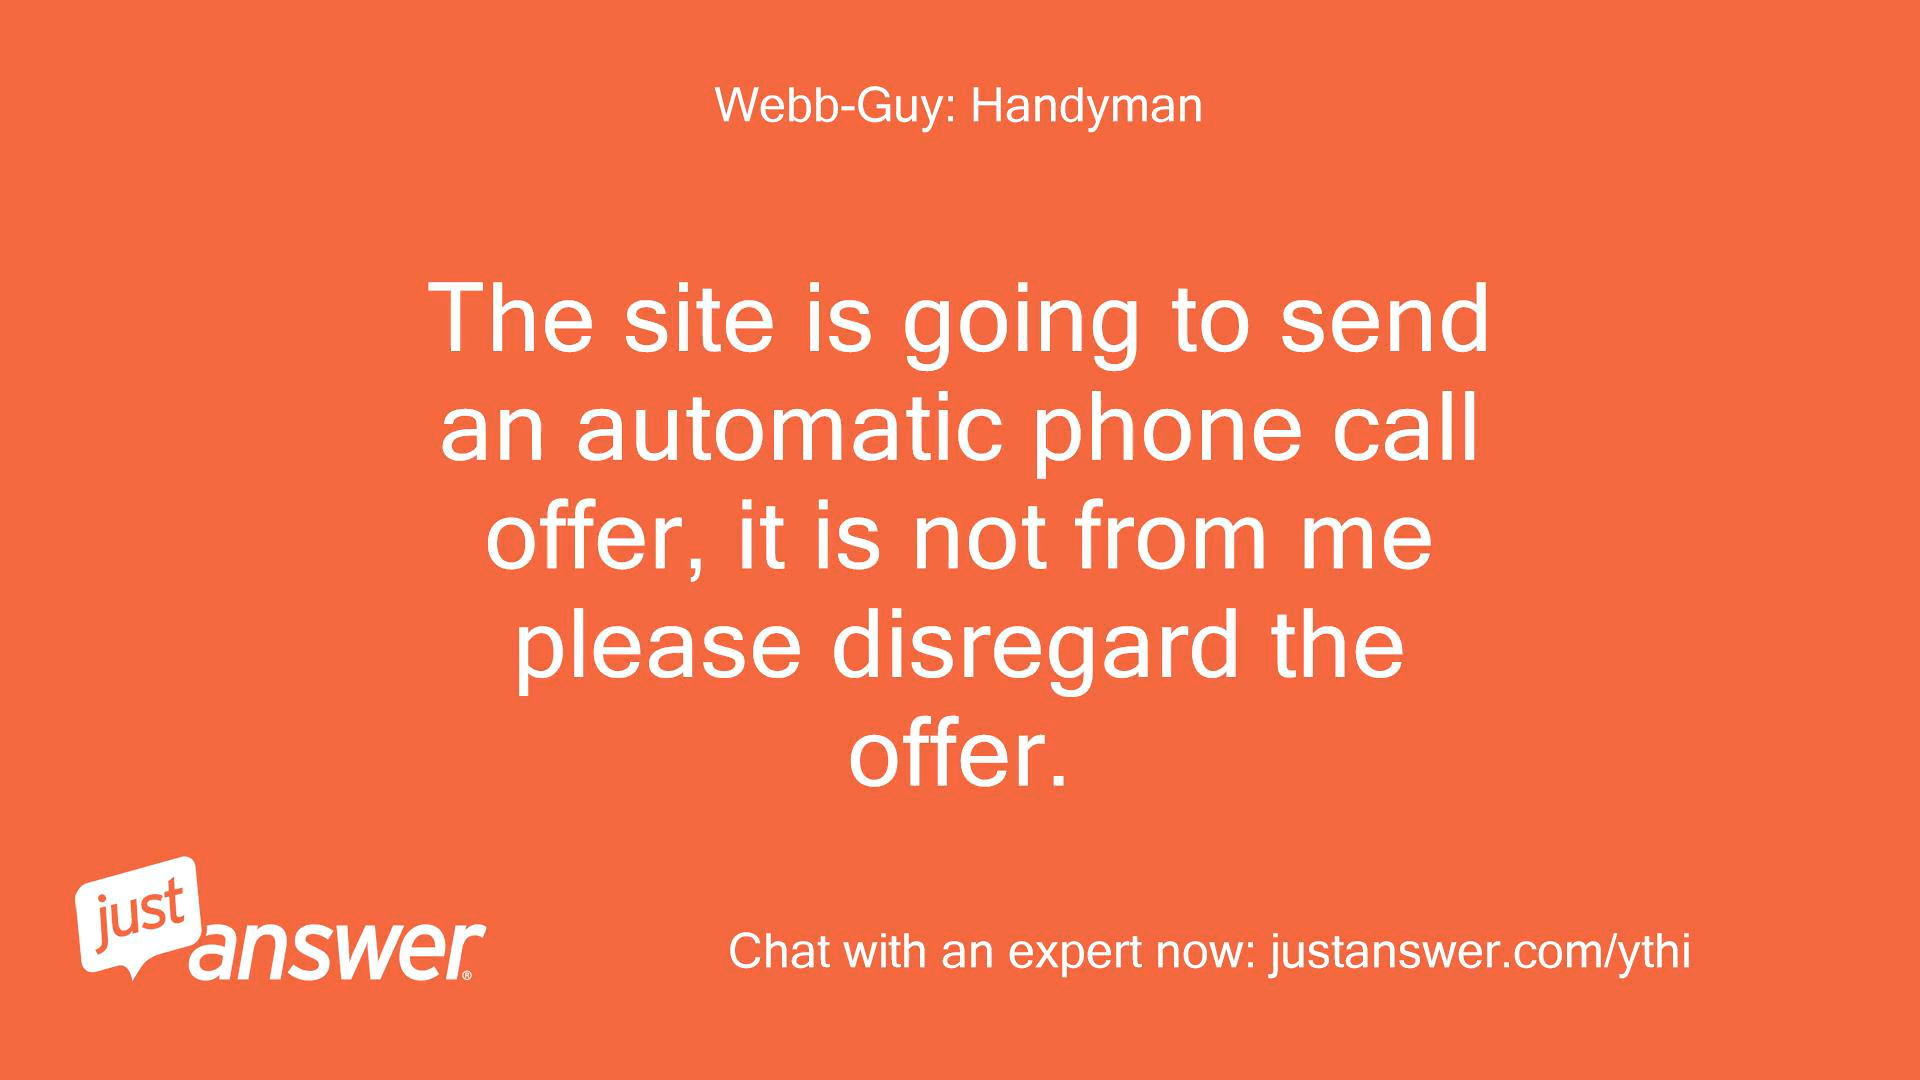 Webb-Guy: Handyman
The site is going to send
an automatic phone call
offer, it is not from me
please disregard the
offer.
just
answer®
Chat with an expert now: justanswer.com/ythi